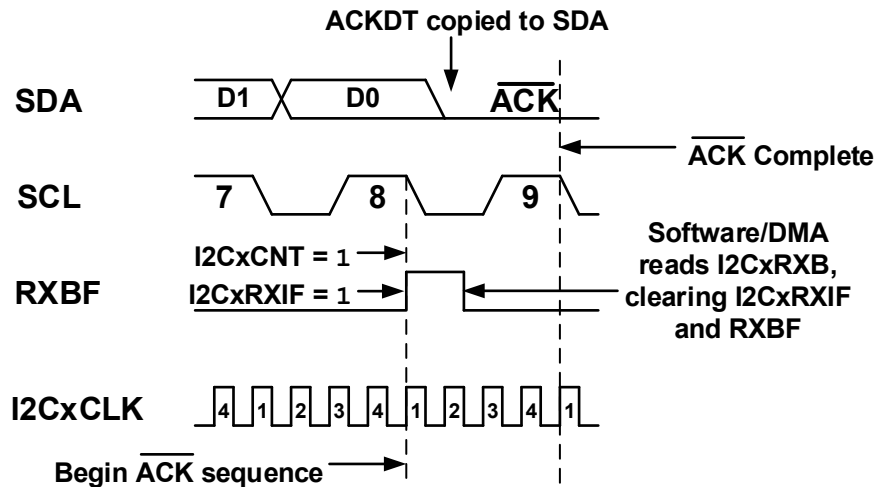 ACKDT copied to SDA
SDA
D1
D0
ACK
ACK Complete
SCL
7
8
9
I2CxCNT = 1
RXBF
I2CxRXIF = 1
Software/DMA
reads I2CxRXB,
clearing I2CxRXIF
and RXBF
I2CxCLK
4 1 2 3 4 1 2 3 4 1
Begin ACK sequence